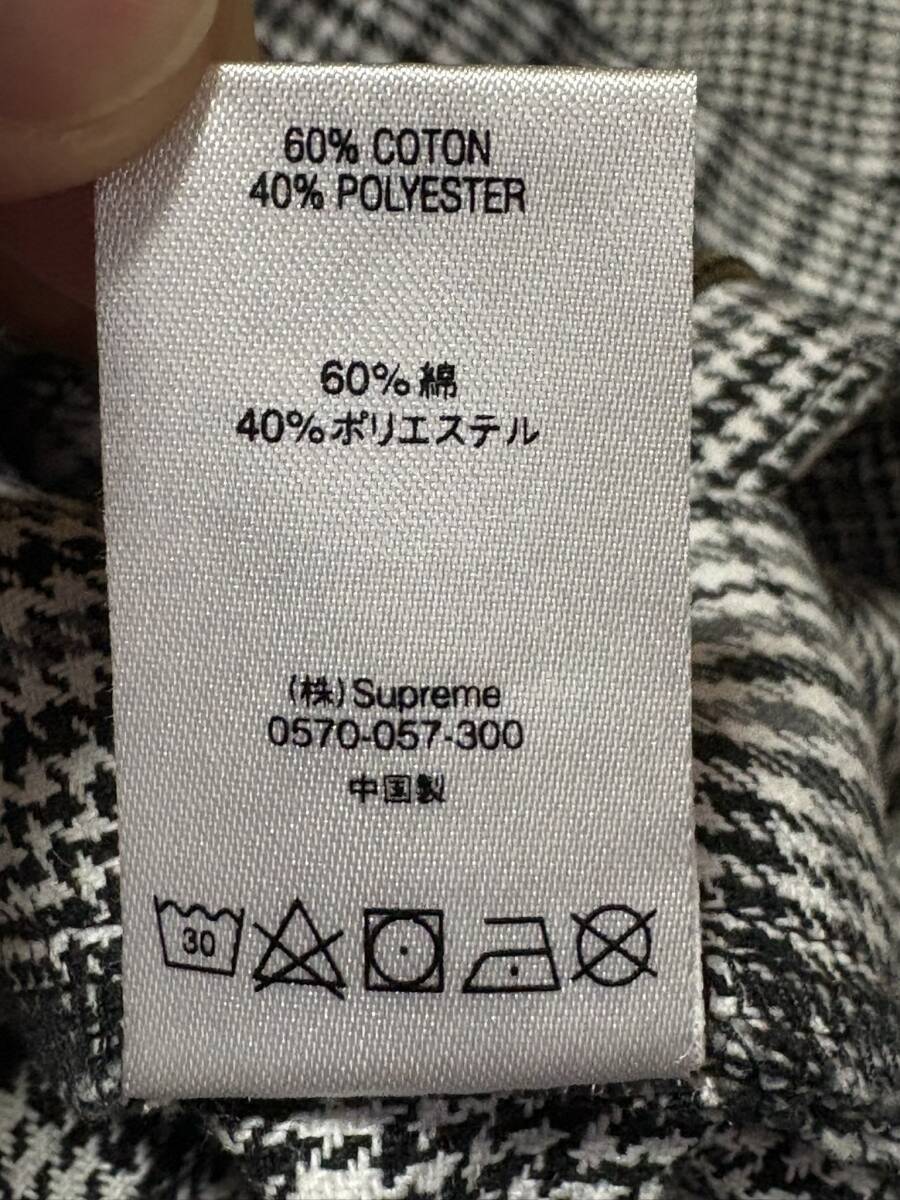 60% COTON
40% POLYESTER
60%綿
40%ポリエステル
(株)Supreme
0570-057-300
中国製
30